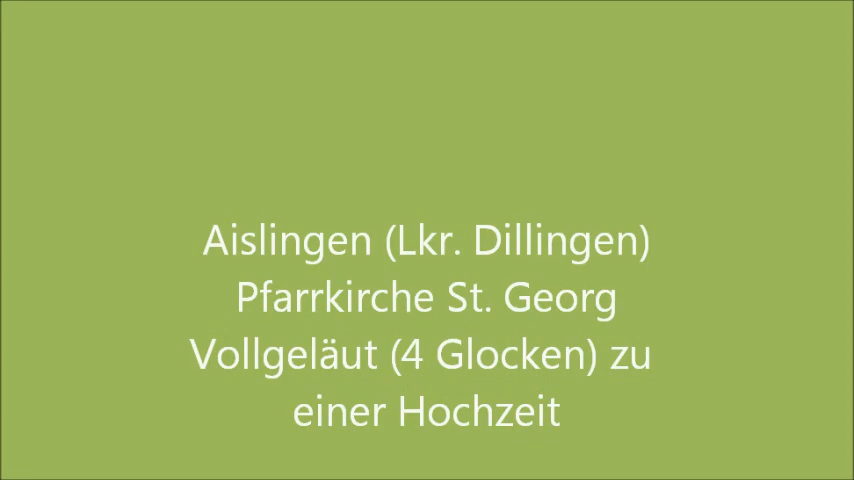 Aislingen (Lkr. Dillingen)
Pfarrkirche St. Georg
Vollgeläut (4 Glocken) zu
einer Hochzeit